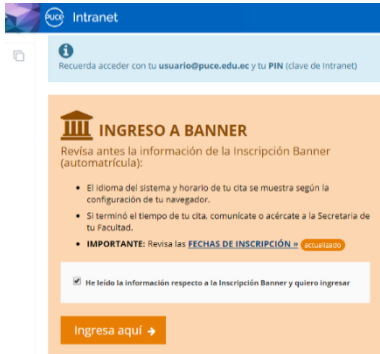 PUCE Intranet
Recuerda acceder con tu usuario@puce.edu.ec y tu PIN (clave de Intranet)
INGRESO A BANNER
Revisa antes la información de la Inscripción Banner
(automatrícula):
El idioma del sistema y horario de tu cita se muestra según la
configuración de tu navegador.
Si terminó el tiempo de tu cita, comunícate o acércate a la Secretaria de
tu Facultad.
IMPORTANTE: Revisa las FECHAS DE INSCRIPCIÓN » actualizado
He leído la información respecto a la Inscripción Banner y quiero ingresar
Ingresa aquí →